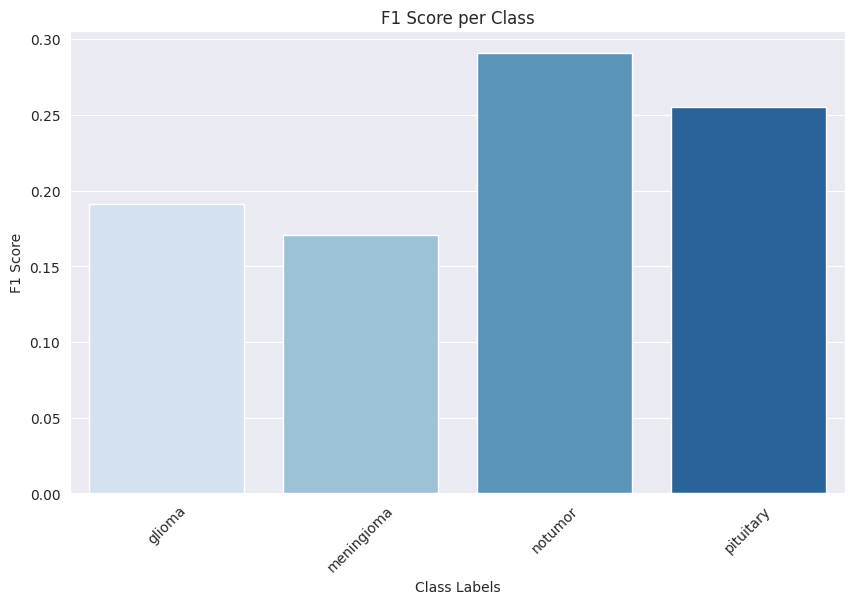 F1 Score per Class
F1 Score
0.30
0.25
0.20
0.15
0.10
0.05
0.00
glioma
meningioma
notumor
pituitary
Class Labels